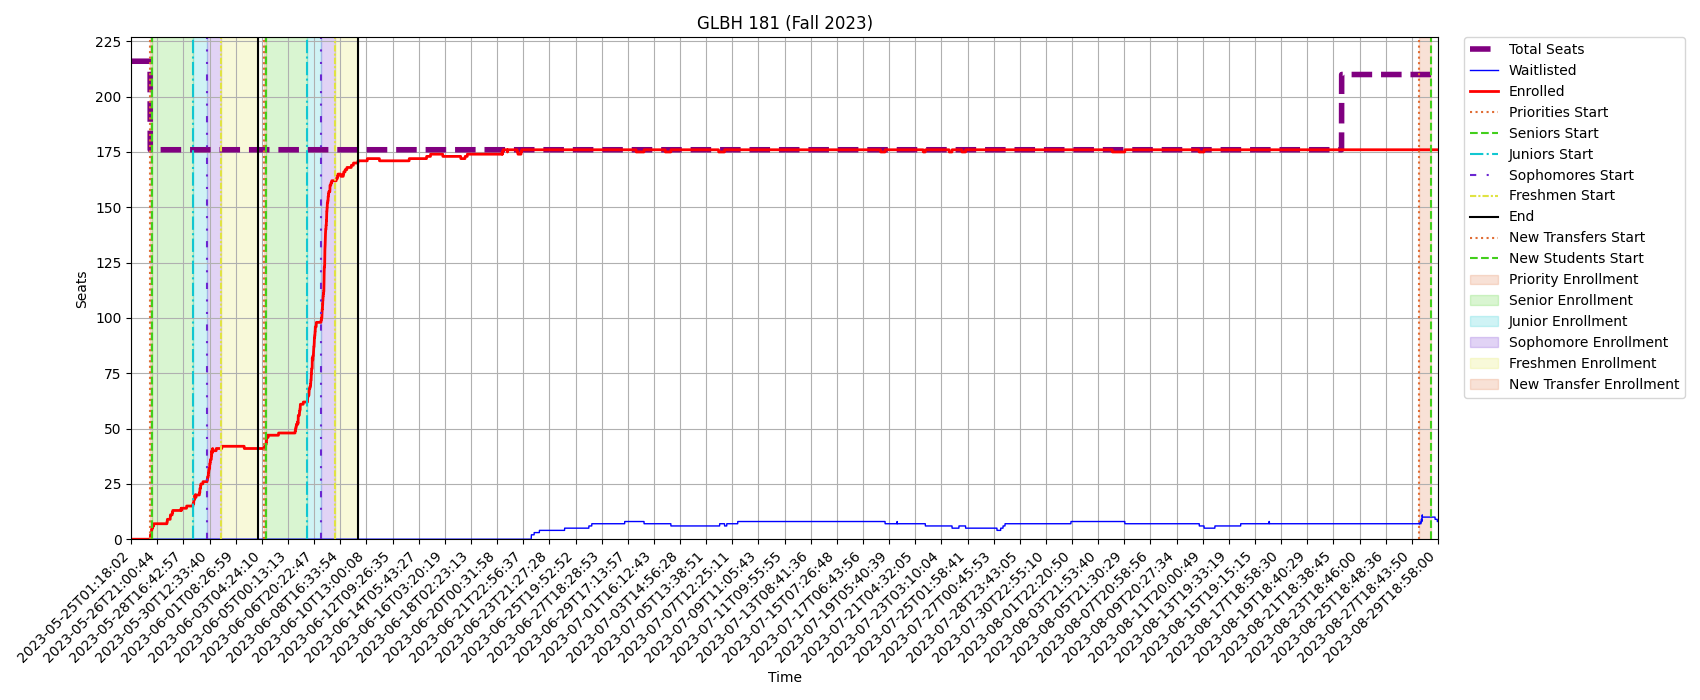 GLBH 181 (Fall 2023)
225
200
175
150
125
100
75
50
25
0
Seats
2023-05-25T01:18:02
2023-05-26T21:00:44
2023-05-28T16:42:57
2023-05-30T12:33:40
2023-06-01T08:26:59
2023-06-03T04:24:10
2023-06-05T00:13:13
2023-06-06T20:22:47
2023-06-08T16:33:54
2023-06-10T13:00:08
2023-06-12T09:26:35
2023-06-14T05:43:27
2023-06-16T03:20:19
2023-06-18T02:23:13
2023-06-20T00:31:58
2023-06-21T22:56:37
2023-06-23T21:27:28
2023-06-25T19:52:52
2023-06-27T18:28:53
2023-06-29T17:13:57
2023-07-01T16:12:43
2023-07-03T14:56:28
2023-07-05T13:38:51
2023-07-07T12:25:11
2023-07-09T11:05:43
2023-07-11T09:55:55
2023-07-13T08:41:36
2023-07-15T07:26:48
2023-07-17T06:43:56
2023-07-19T05:40:39
2023-07-21T04:32:05
2023-07-23T03:10:04
2023-07-25T01:58:41
2023-07-27T00:45:53
2023-07-28T23:43:05
2023-07-30T22:55:10
2023-08-01T22:20:50
2023-08-03T21:53:40
2023-08-05T21:30:29
2023-08-07T20:58:56
2023-08-09T20:27:34
2023-08-11T20:00:49
2023-08-13T19:33:19
2023-08-15T19:15:15
2023-08-17T18:58:30
2023-08-19T18:40:29
2023-08-21T18:38:45
2023-08-23T18:46:00
2023-08-25T18:48:36
2023-08-27T18:43:50
2023-08-29T18:58:00
Time
Total Seats
Waitlisted
Enrolled
Priorities Start
Seniors Start
Juniors Start
Sophomores Start
Freshmen Start
End
New Transfers Start
New Students Start
Priority Enrollment
Senior Enrollment
Junior Enrollment
Sophomore Enrollment
Freshmen Enrollment
New Transfer Enrollment